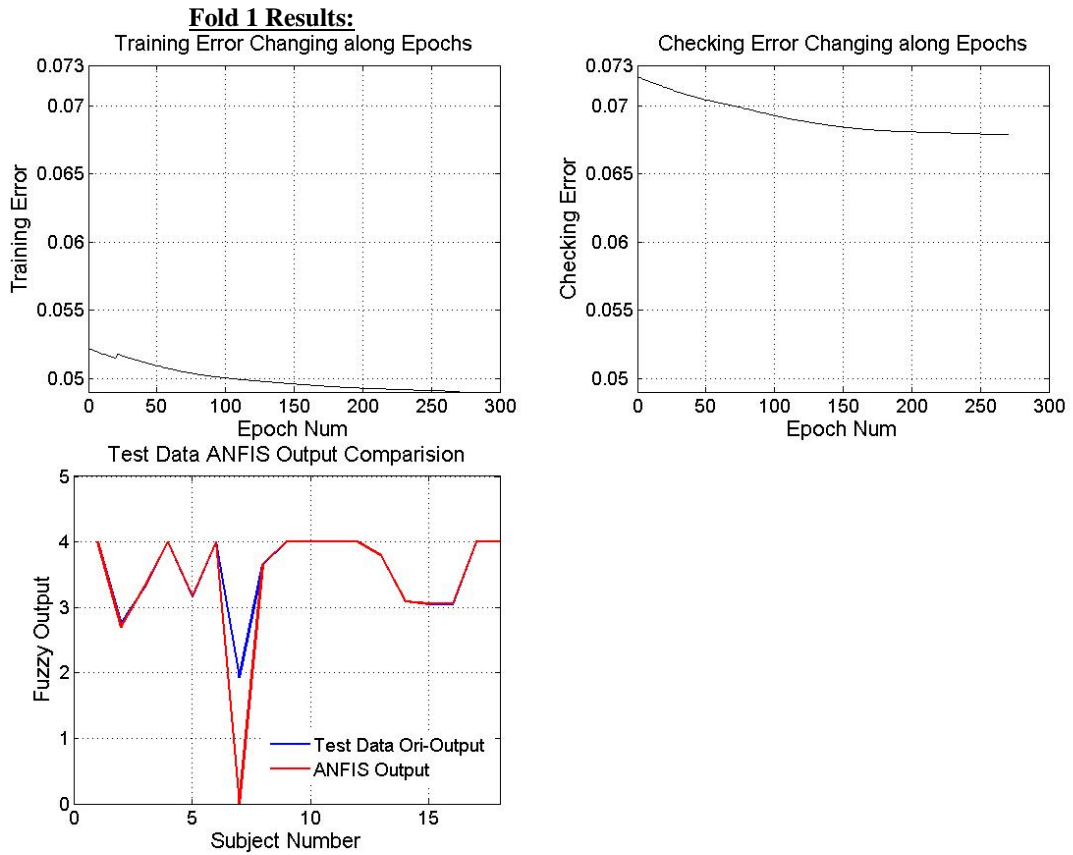 Fold 1 Results:
Training Error Changing along Epochs
0.073
0.07
0.065
0.06
0.055
0.05
Training Error
0 50 100 150 200 250 300
Epoch Num
Checking Error Changing along Epochs
0.073
0.07
0.065
0.06
0.055
0.05
Checking Error
0 50 100 150 200 250 300
Epoch Num
Test Data ANFIS Output Comparision
5
4
3
2
1
0
Fuzzy Output
Test Data Ori-Output
ANFIS Output
0 5 10 15
Subject Number